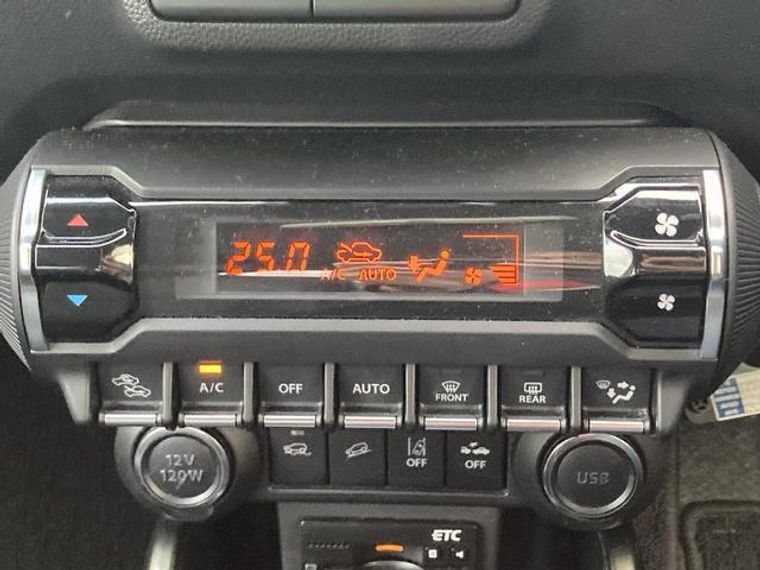 25.0 A/C AUTO
A/C OFF AUTO FRONT REAR
12V
120W
OFF OFF
USB
ETC